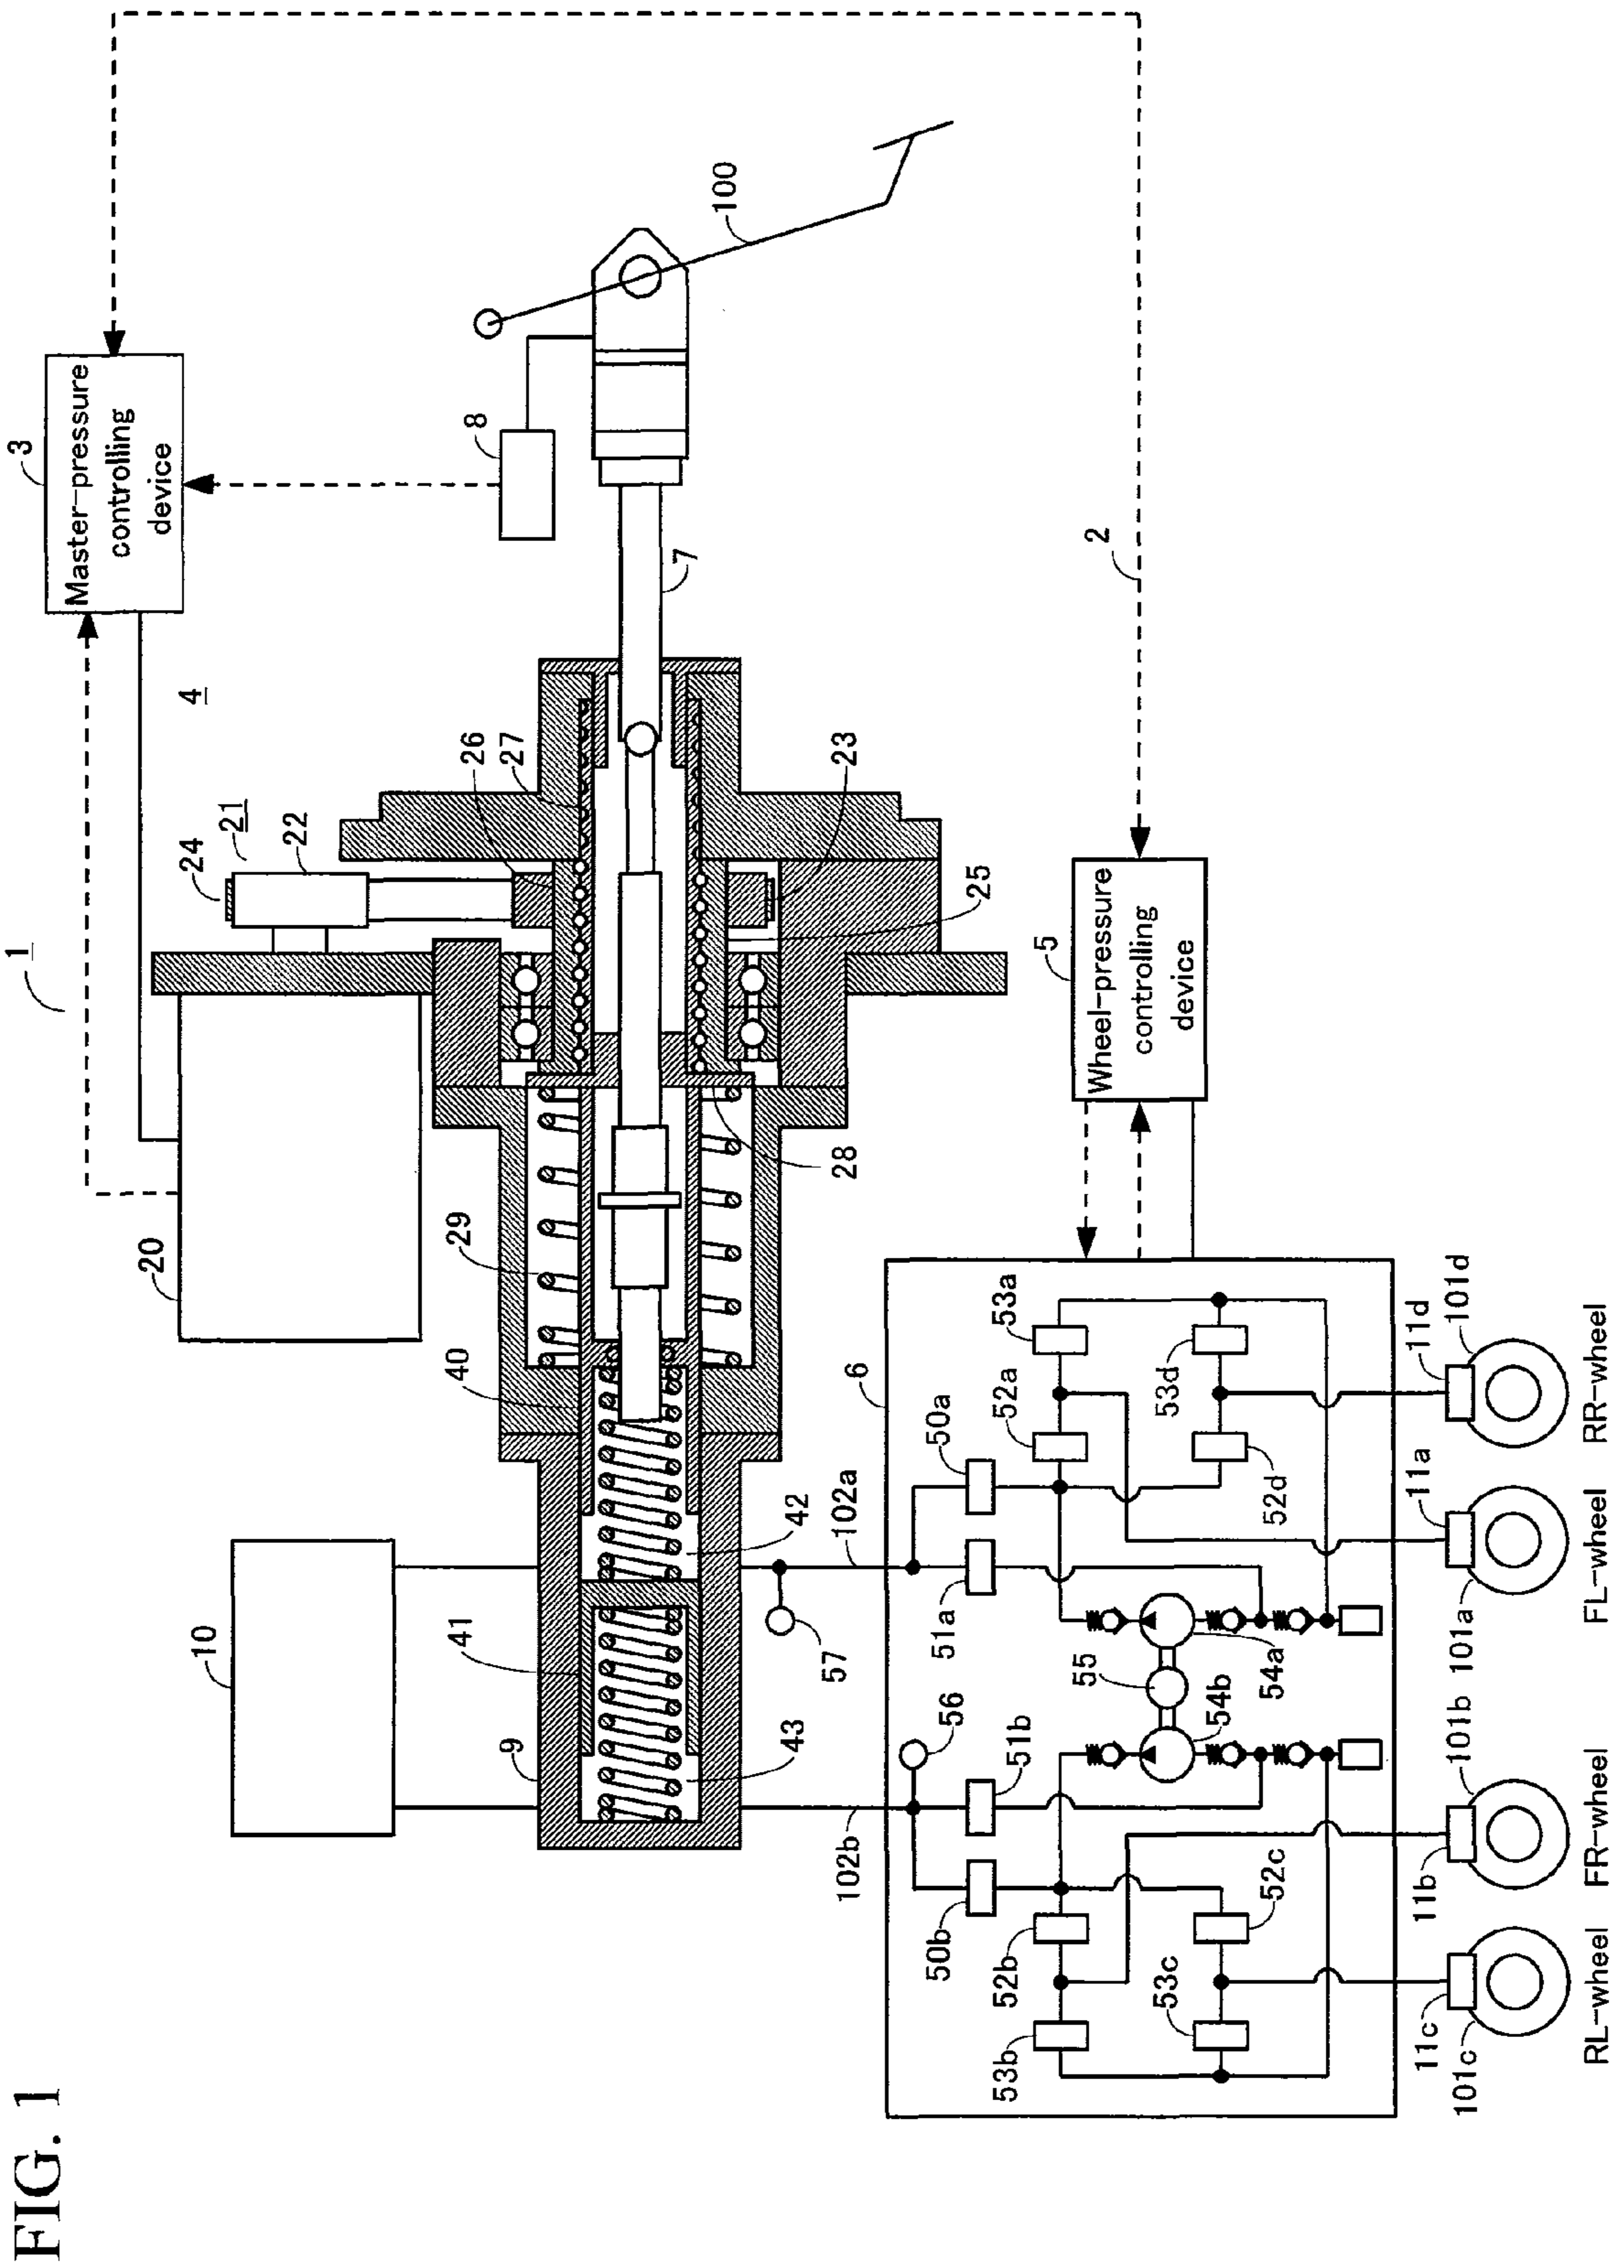 FIG. 1
1
3
Master-pressure
controlling
device
4
20
24
21
22
26
27
23
25
28
29
40
10
41
9
42
43
8
7
100
2
5
Wheel-pressure
controlling
device
57
102a
102b
56
6
50a
51a
51b
50b
52a
53a
53d
52d
54a
55
54b
52b
53b
53c
52c
11d
101d
RR-wheel
11a
101a
FL-wheel
101b
11b
FR-wheel
11c
101c
RL-wheel